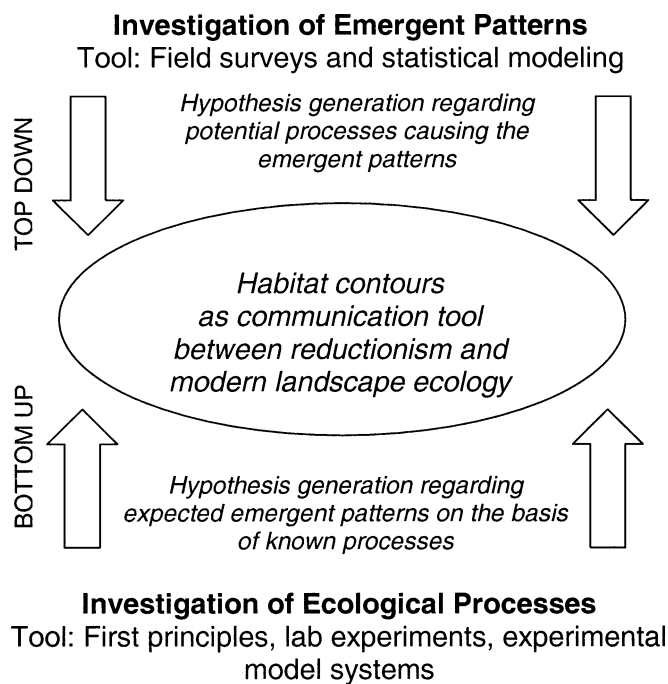 Investigation of Emergent Patterns
Tool: Field surveys and statistical modeling
Hypothesis generation regarding
potential processes causing the
emergent patterns
TOP DOWN
Habitat contours
as communication tool
between reductionism and
modern landscape ecology
BOTTOM UP
Hypothesis generation regarding
expected emergent patterns on the basis
of known processes
Investigation of Ecological Processes
Tool: First principles, lab experiments, experimental
model systems